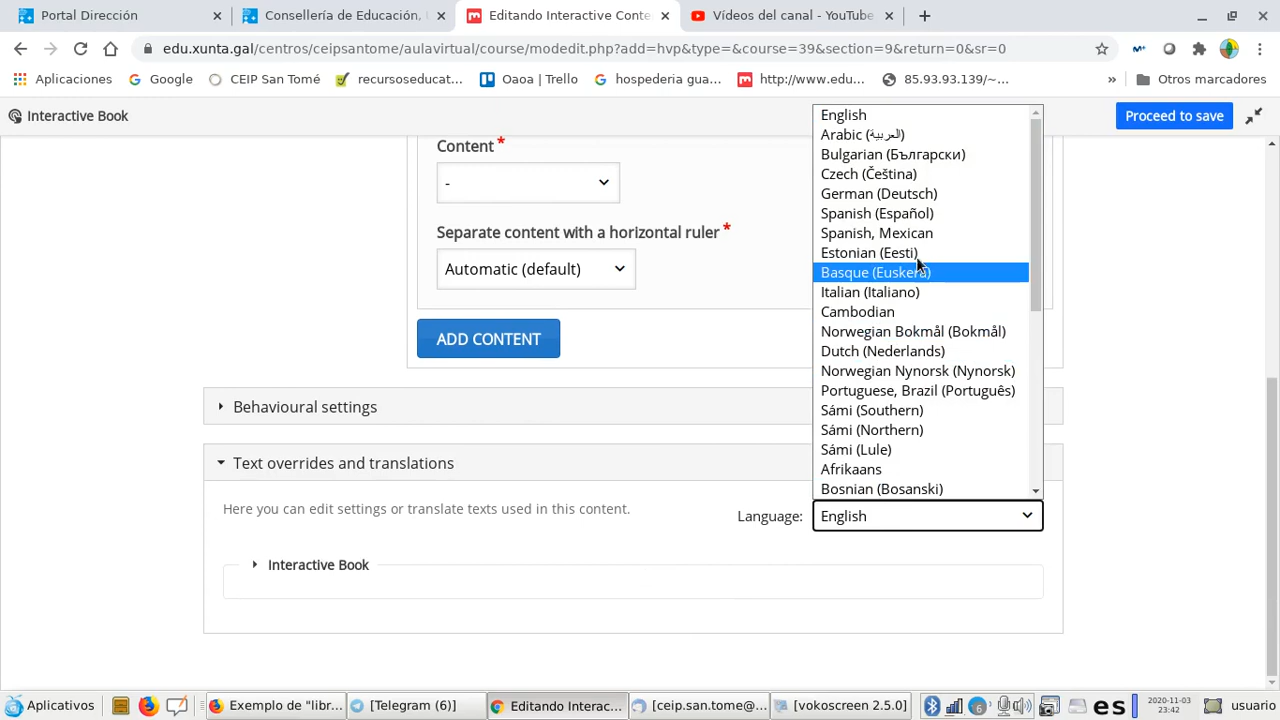 Portal Dirección
Consellería de Educación, U
Editando Interactive Conte
Vídeos del canal - YouTube
edu.xunta.gal/centros/ceipsantome/aulavirtual/course/modedit.php?add=hvp&type=&course=39&section=9&return=0&sr=0
Aplicaciones
Google
CEIP San Tomé
recursoseducat...
Oaoa | Trello
hospederia gua...
http://www.edu...
85.93.93.139/~...
»
Otros marcadores
Interactive Book
Proceed to save
Content *
-
Separate content with a horizontal ruler *
Automatic (default)
ADD CONTENT
English
Arabic (العربية)
Bulgarian (Български)
Czech (Čeština)
German (Deutsch)
Spanish (Español)
Spanish, Mexican
Estonian (Eesti)
Basque (Euskera)
Italian (Italiano)
Cambodian
Norwegian Bokmål (Bokmål)
Dutch (Nederlands)
Norwegian Nynorsk (Nynorsk)
Portuguese, Brazil (Português)
Sámi (Southern)
Sámi (Northern)
Sámi (Lule)
Afrikaans
Bosnian (Bosanski)
Behavioural settings
Text overrides and translations
Here you can edit settings or translate texts used in this content.
Language:
English
Interactive Book
Aplicativos
Exemplo de "libr...
[Telegram (6)]
Editando Interac...
[ceip.san.tome@...
[vokoscreen 2.5.0]
6
es
2020-11-03
23:42
usuario